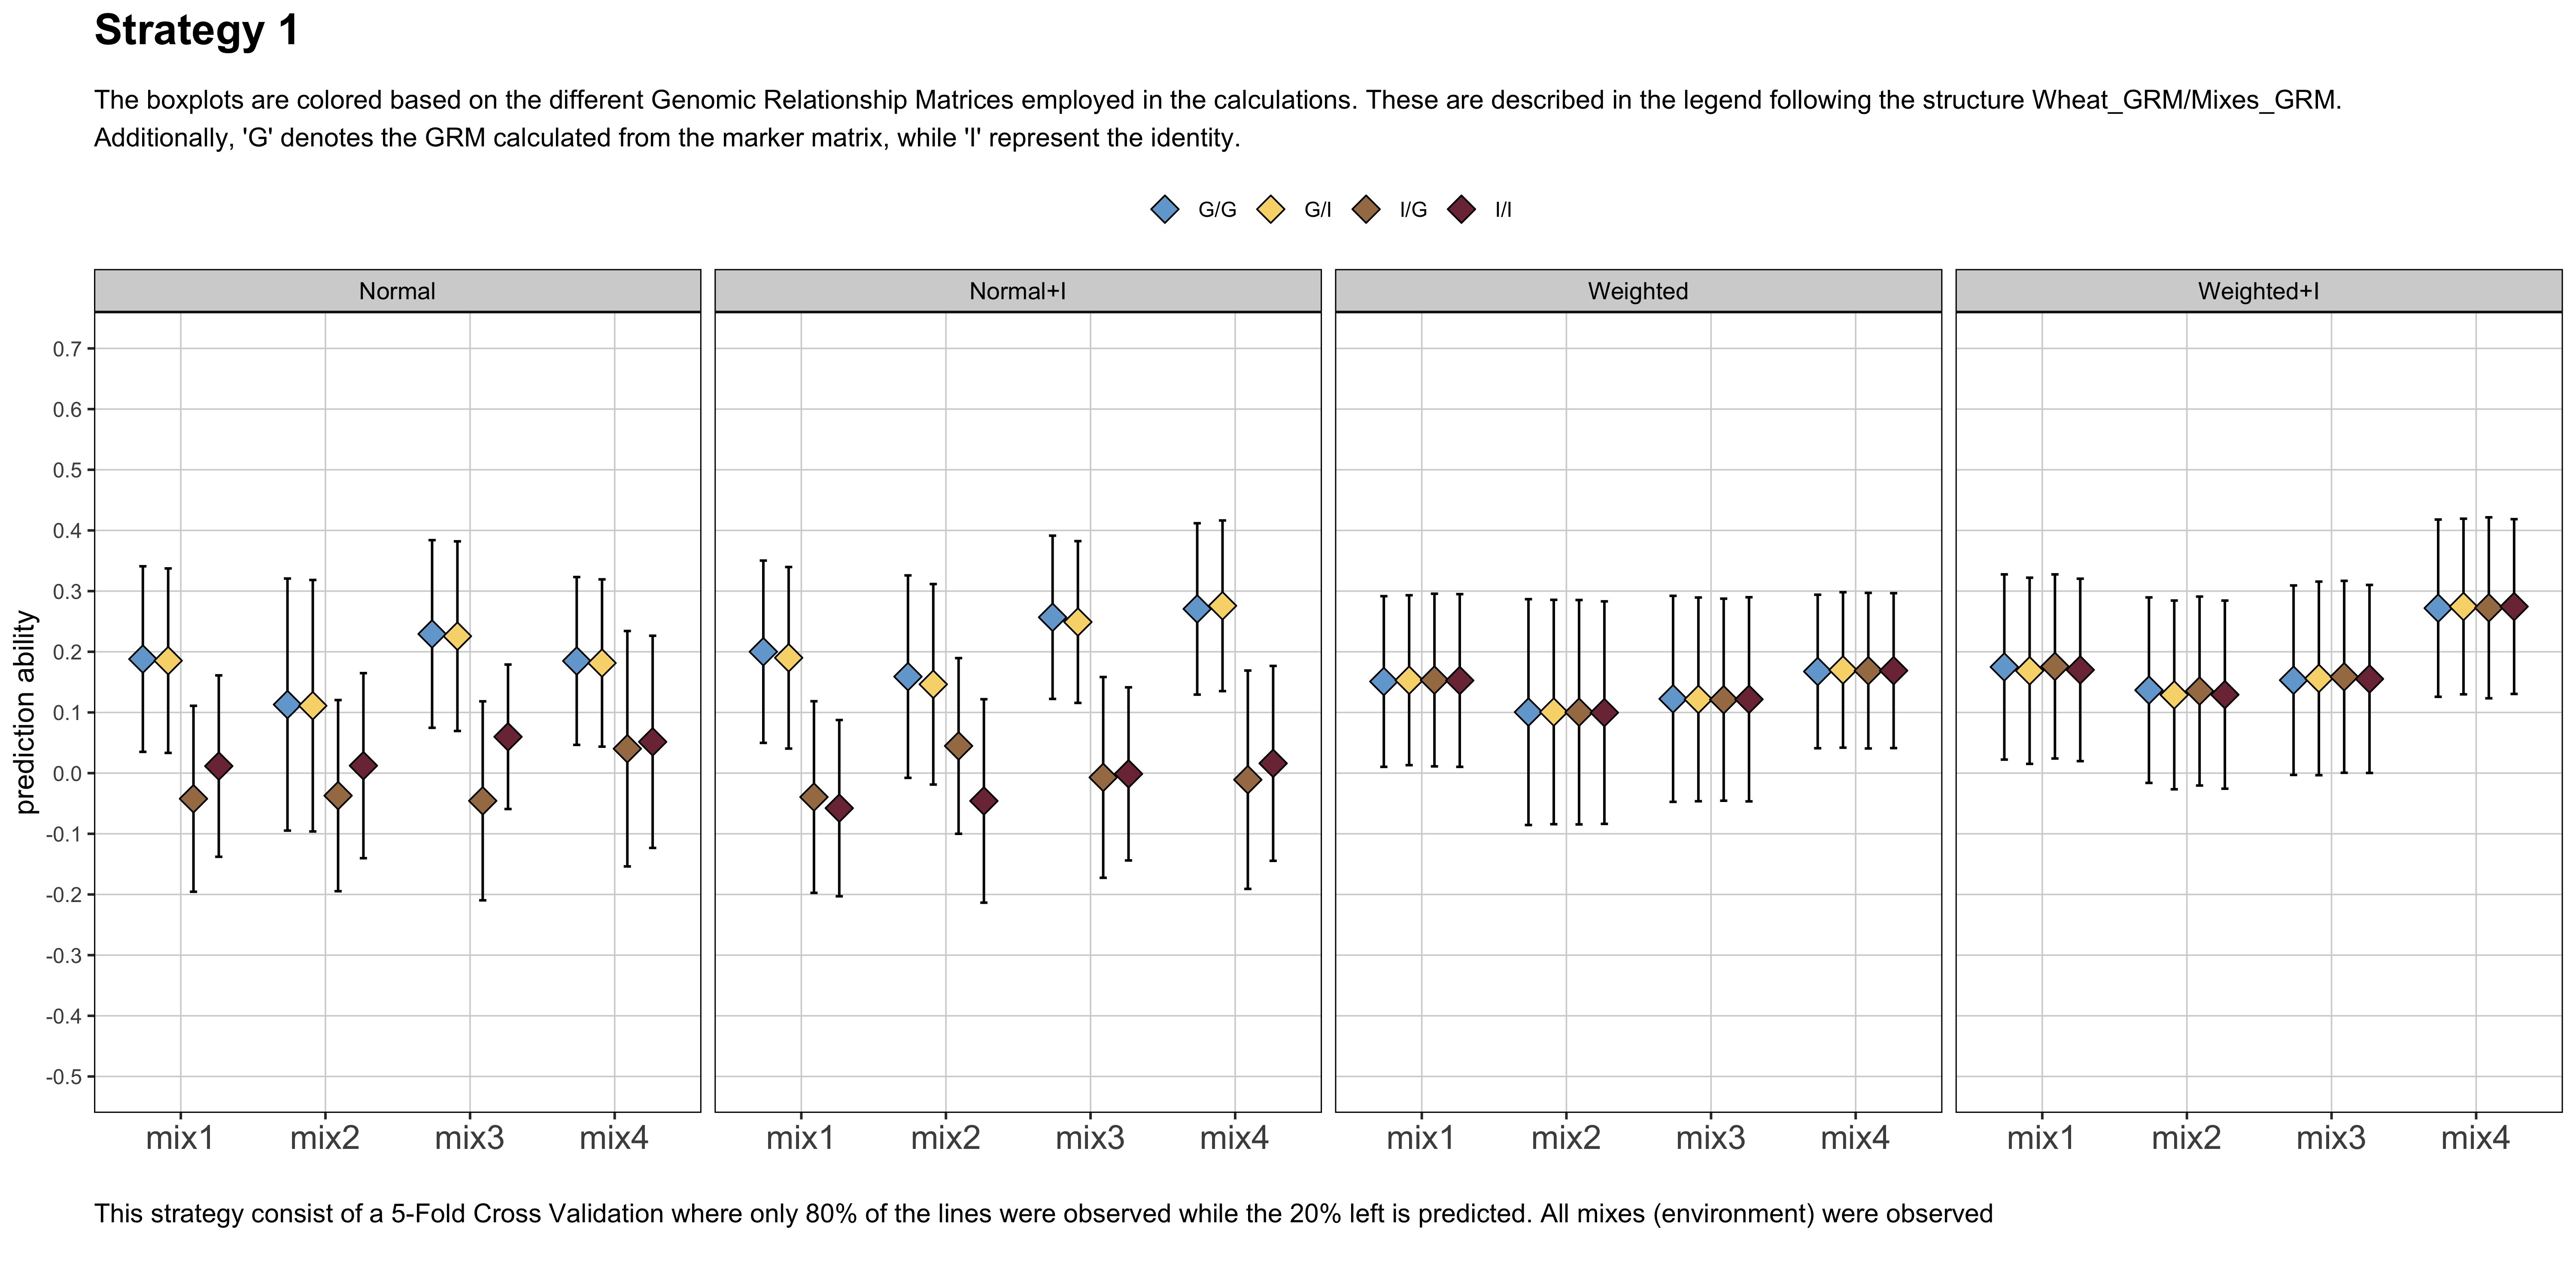 Strategy 1
The boxplots are colored based on the different Genomic Relationship Matrices employed in the calculations. These are described in the legend following the structure Wheat_GRM/Mixes_GRM.
Additionally, 'G' denotes the GRM calculated from the marker matrix, while 'I' represent the identity.
G/G G/I I/G I/I
Normal Normal+I Weighted Weighted+I
prediction ability
0.7
0.6
0.5
0.4
0.3
0.2
0.1
0.0
-0.1
-0.2
-0.3
-0.4
-0.5
mix1 mix2 mix3 mix4 mix1 mix2 mix3 mix4 mix1 mix2 mix3 mix4 mix1 mix2 mix3 mix4
This strategy consist of a 5-Fold Cross Validation where only 80% of the lines were observed while the 20% left is predicted. All mixes (environment) were observed